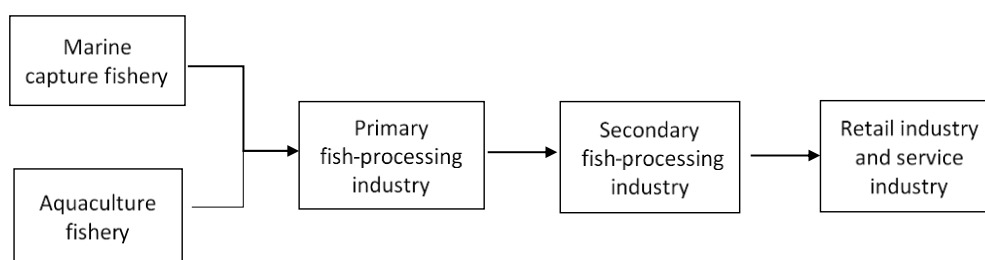 Marine
capture fishery
Aquaculture
fishery
Primary
fish-processing
industry
Secondary
fish-processing
industry
Retail industry
and service
industry